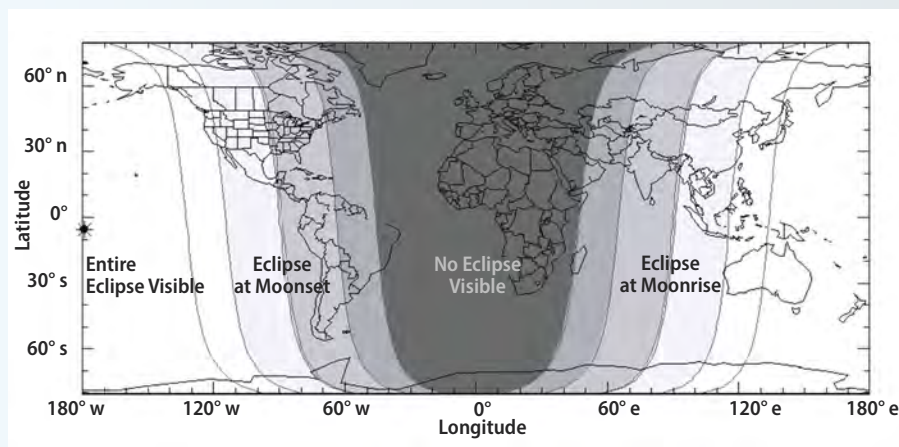 60° n
30° n
0°
30° s
60° s
Latitude
Entire
Eclipse Visible
Eclipse
at Moonset
No Eclipse
Visible
Eclipse
at Moonrise
180° w
120° w
60° w
0°
60° e
120° e
180° e
Longitude